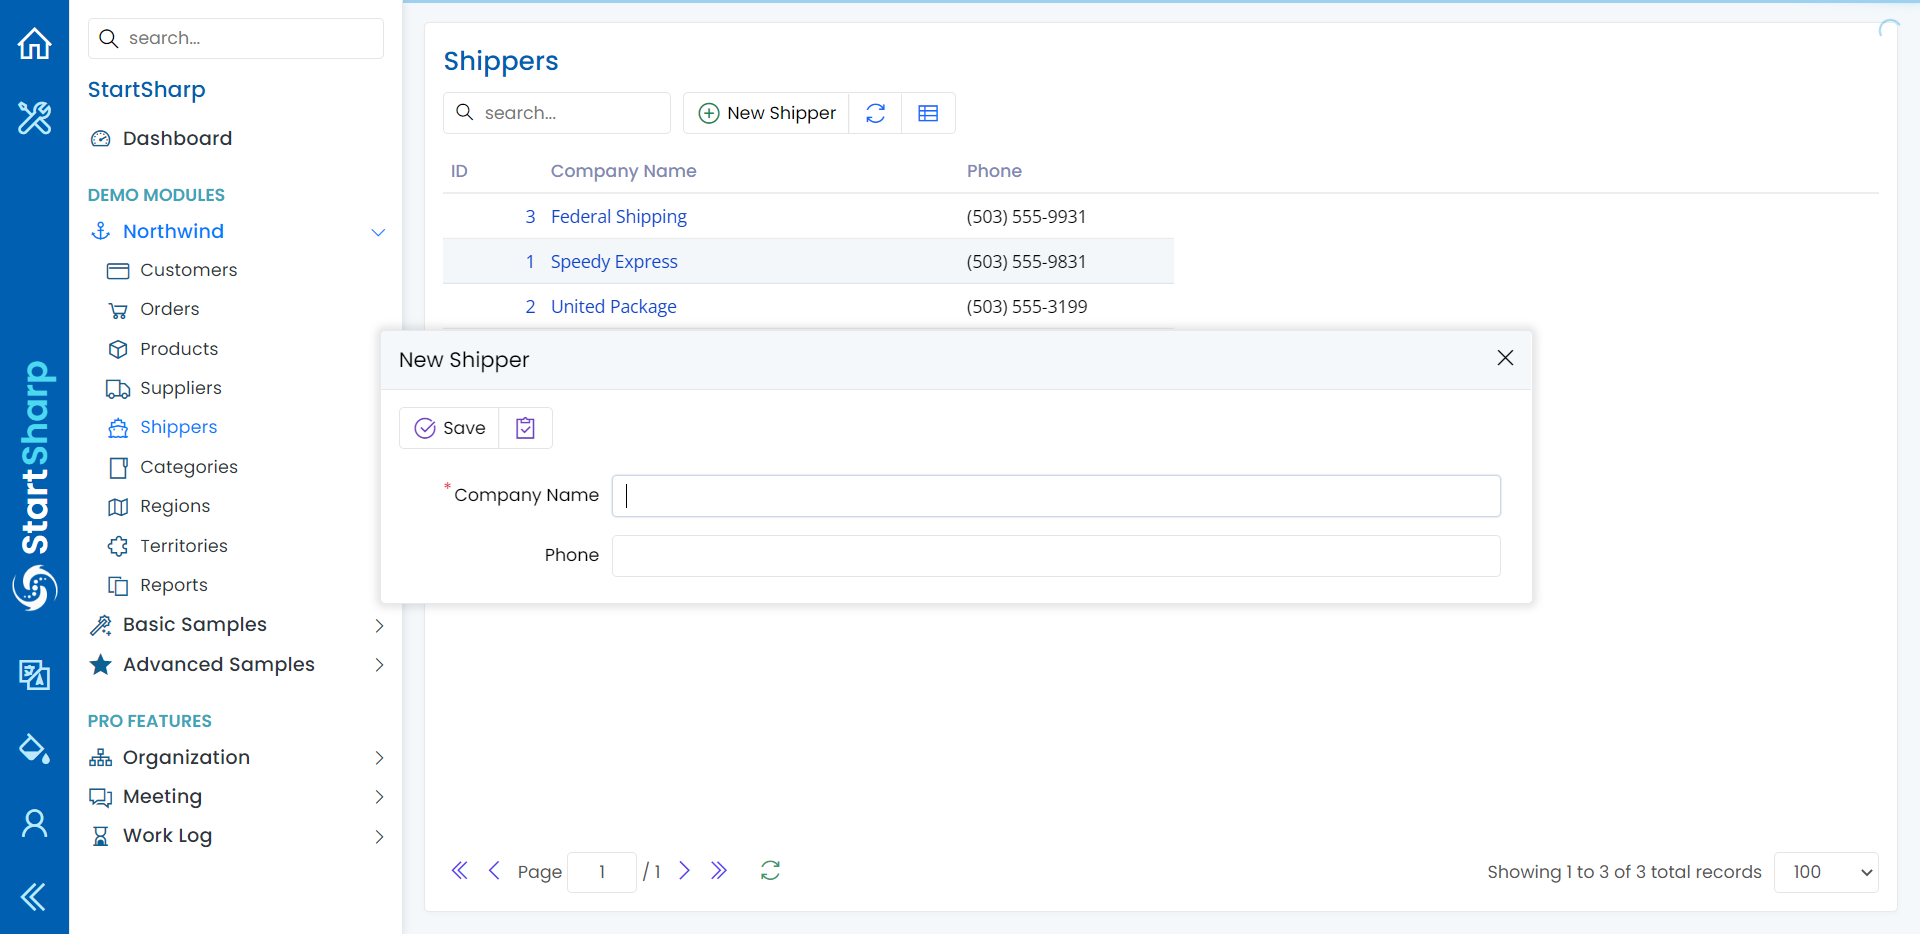 search...
StartSharp
Dashboard
DEMO MODULES
Northwind
Customers
Orders
Products
Suppliers
Shippers
Categories
Regions
Territories
Reports
Basic Samples
Advanced Samples
PRO FEATURES
Organization
Meeting
Work Log
StartSharp
Shippers
search...
New Shipper
ID Company Name Phone
3 Federal Shipping (503) 555-9931
1 Speedy Express (503) 555-9831
2 United Package (503) 555-3199
New Shipper
Save
*Company Name
Phone
Page 1 / 1
Showing 1 to 3 of 3 total records 100